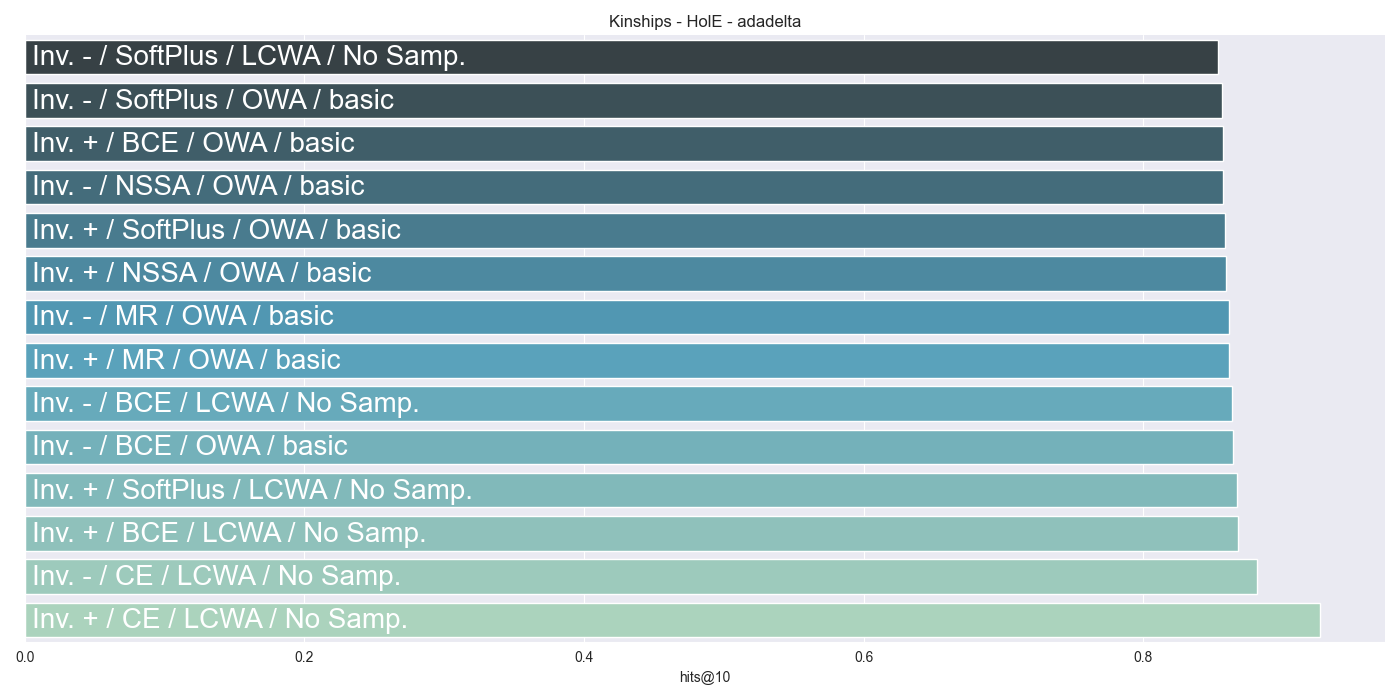 Kinships - HolE - adadelta
Inv. - / SoftPlus / LCWA / No Samp.
Inv. - / SoftPlus / OWA / basic
Inv. + / BCE / OWA / basic
Inv. - / NSSA / OWA / basic
Inv. + / SoftPlus / OWA / basic
Inv. + / NSSA / OWA / basic
Inv. - / MR / OWA / basic
Inv. + / MR / OWA / basic
Inv. - / BCE / LCWA / No Samp.
Inv. - / BCE / OWA / basic
Inv. + / SoftPlus / LCWA / No Samp.
Inv. + / BCE / LCWA / No Samp.
Inv. - / CE / LCWA / No Samp.
Inv. + / CE / LCWA / No Samp.
0.0 0.2 0.4 0.6 0.8
hits@10